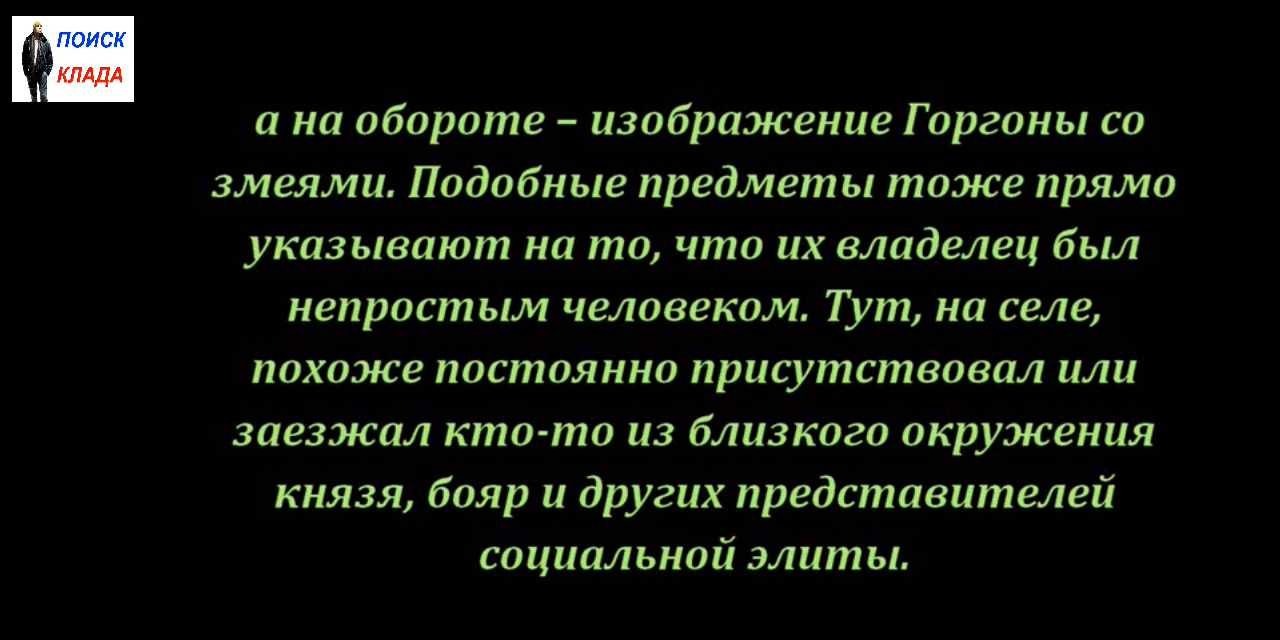 ПОИСК
КЛАДА
а на обороте – изображение Горгоны со
змеями. Подобные предметы тоже прямо
указывают на то, что их владелец был
непростым человеком. Тут, на селе,
похоже постоянно присутствовал или
заезжал кто-то из близкого окружения
князя, бояр и других представителей
социальной элиты.